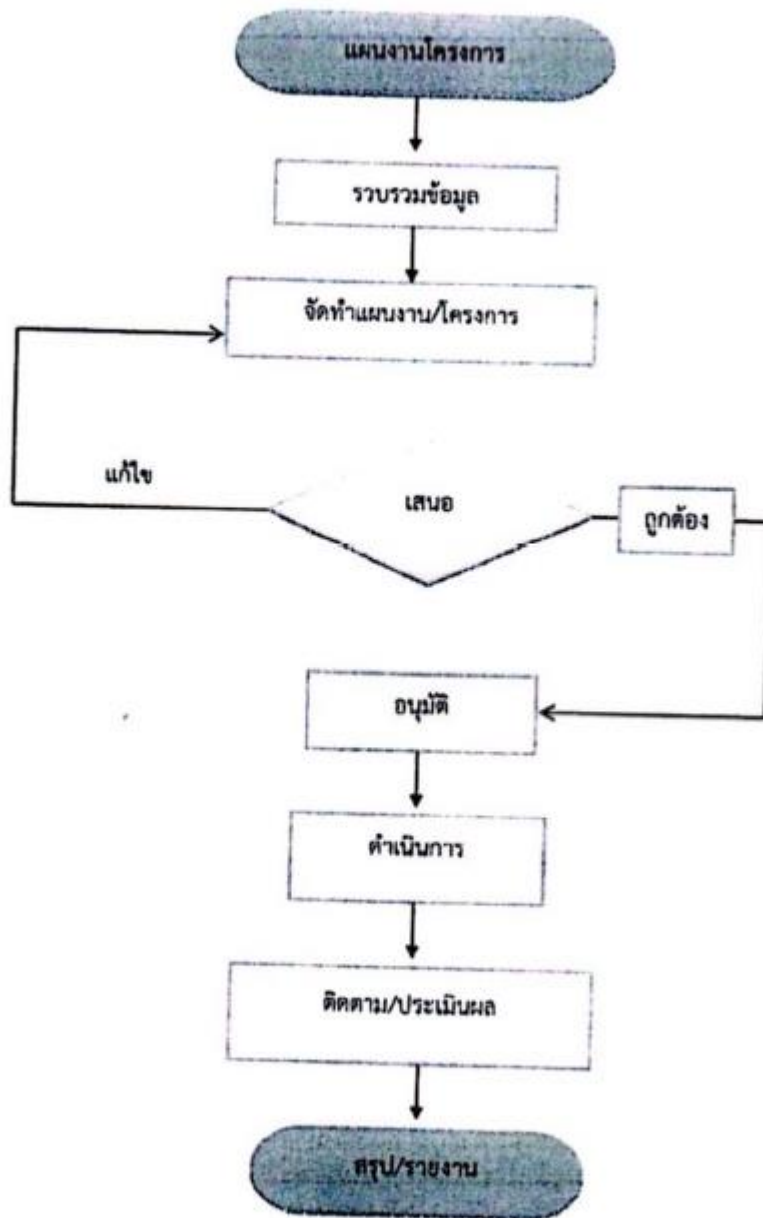 แผนงานโครงการ
รวบรวมข้อมูล
จัดทำแผนงาน/โครงการ
แก้ไข
เสนอ
ถูกต้อง
อนุมัติ
ดำเนินการ
ติดตาม/ประเมินผล
สรุป/รายงาน